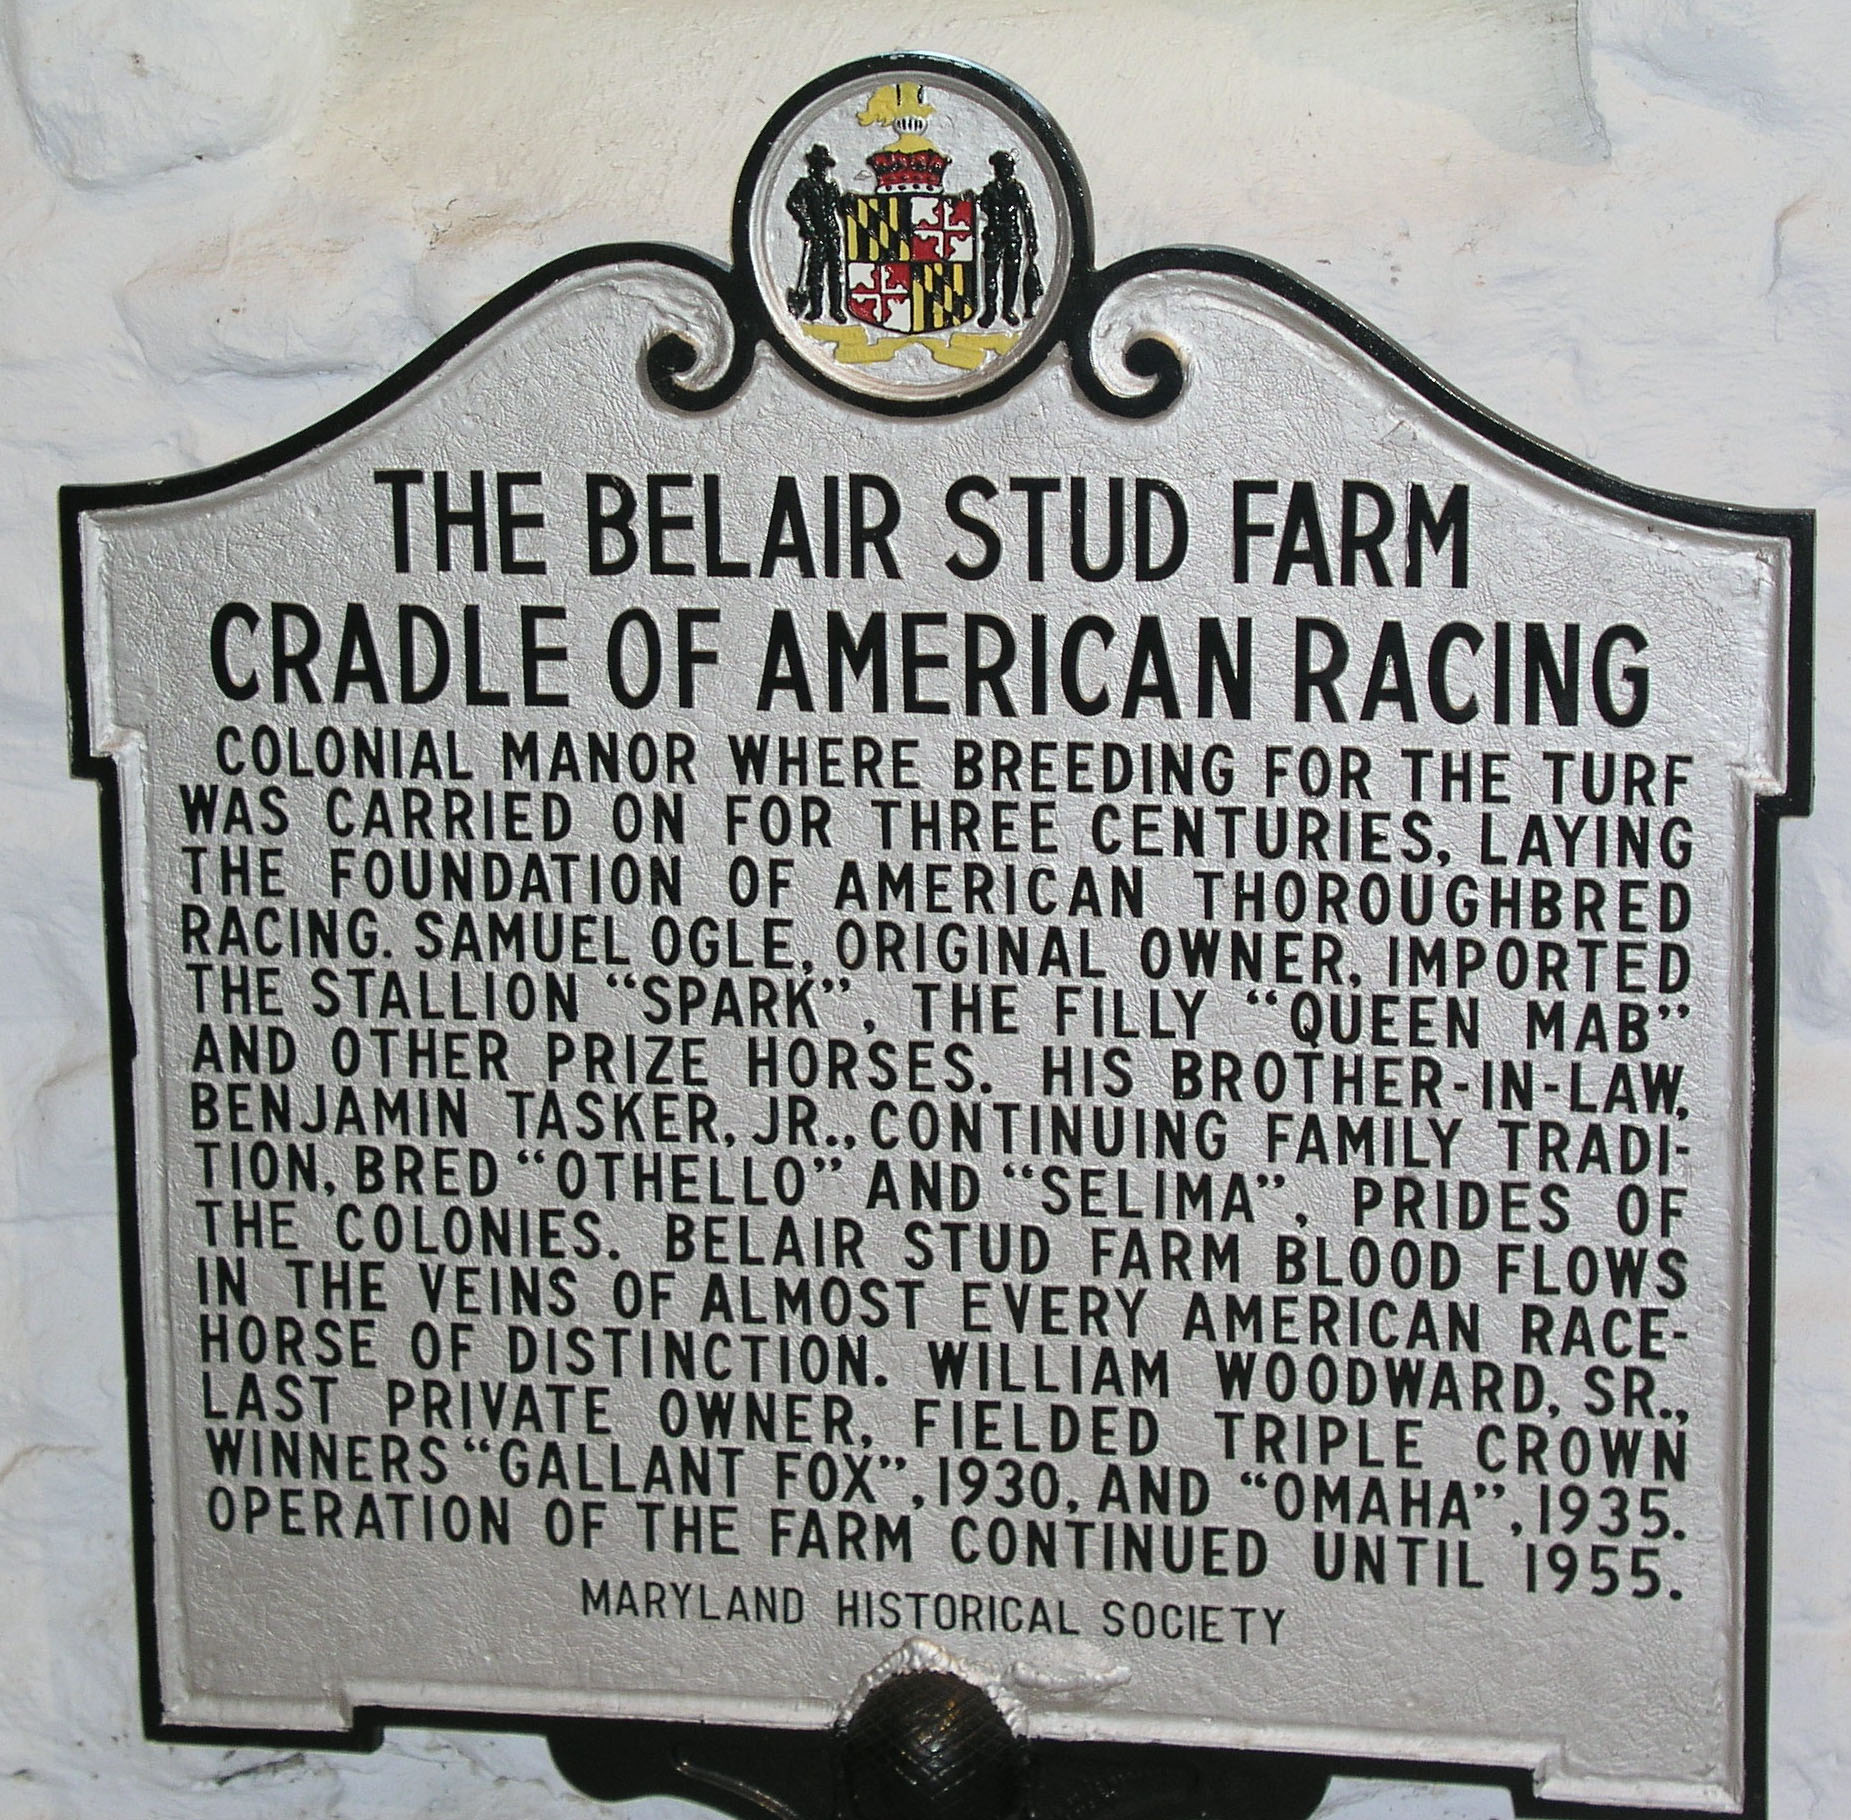 THE BELAIR STUD FARM
CRADLE OF AMERICAN RACING
COLONIAL MANOR WHERE BREEDING FOR THE TURF
WAS CARRIED ON FOR THREE CENTURIES, LAYING
THE FOUNDATION OF AMERICAN THOROUGHBRED
RACING. SAMUEL OGLE, ORIGINAL OWNER, IMPORTED
THE STALLION “SPARK”, THE FILLY “QUEEN MAB”
AND OTHER PRIZE HORSES. HIS BROTHER-IN-LAW,
BENJAMIN TASKER, JR., CONTINUING FAMILY TRADI-
TION, BRED “OTHELLO” AND “SELIMA”, PRIDES OF
THE COLONIES. BELAIR STUD FARM BLOOD FLOWS
IN THE VEINS OF ALMOST EVERY AMERICAN RACE-
HORSE OF DISTINCTION. WILLIAM WOODWARD, SR.,
LAST PRIVATE OWNER, FIELDED TRIPLE CROWN
WINNERS “GALLANT FOX”, 1930, AND “OMAHA”, 1935.
OPERATION OF THE FARM CONTINUED UNTIL 1955.
MARYLAND HISTORICAL SOCIETY